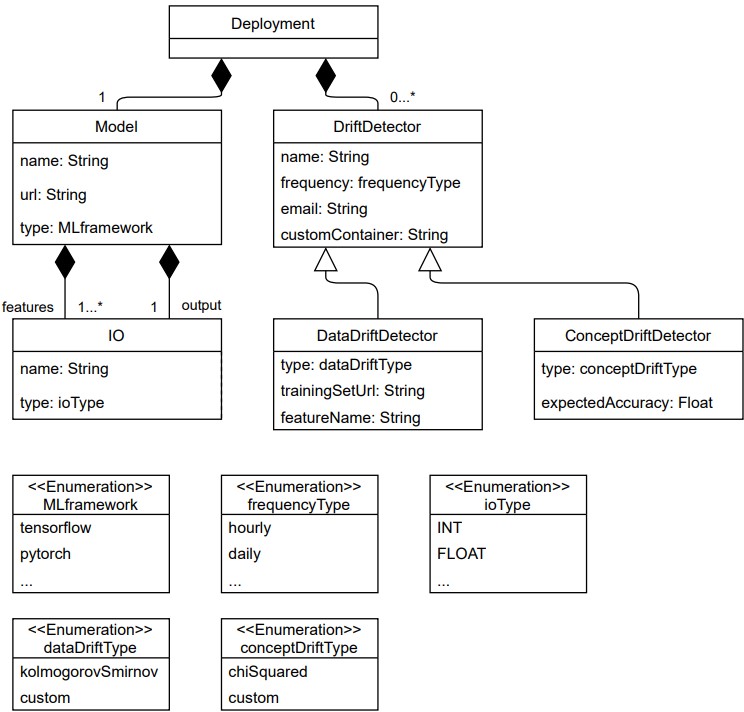 Deployment
1
0...*
Model
name: String
url: String
type: MLframework
DriftDetector
name: String
frequency: frequencyType
email: String
customContainer: String
features
1...*
1
output
IO
name: String
type: ioType
DataDriftDetector
type: dataDriftType
trainingSetUrl: String
featureName: String
ConceptDriftDetector
type: conceptDriftType
expectedAccuracy: Float
<<Enumeration>>
MLframework
tensorflow
pytorch
...
<<Enumeration>>
frequencyType
hourly
daily
...
<<Enumeration>>
ioType
INT
FLOAT
...
<<Enumeration>>
dataDriftType
kolmogorovSmirnov
custom
<<Enumeration>>
conceptDriftType
chiSquared
custom